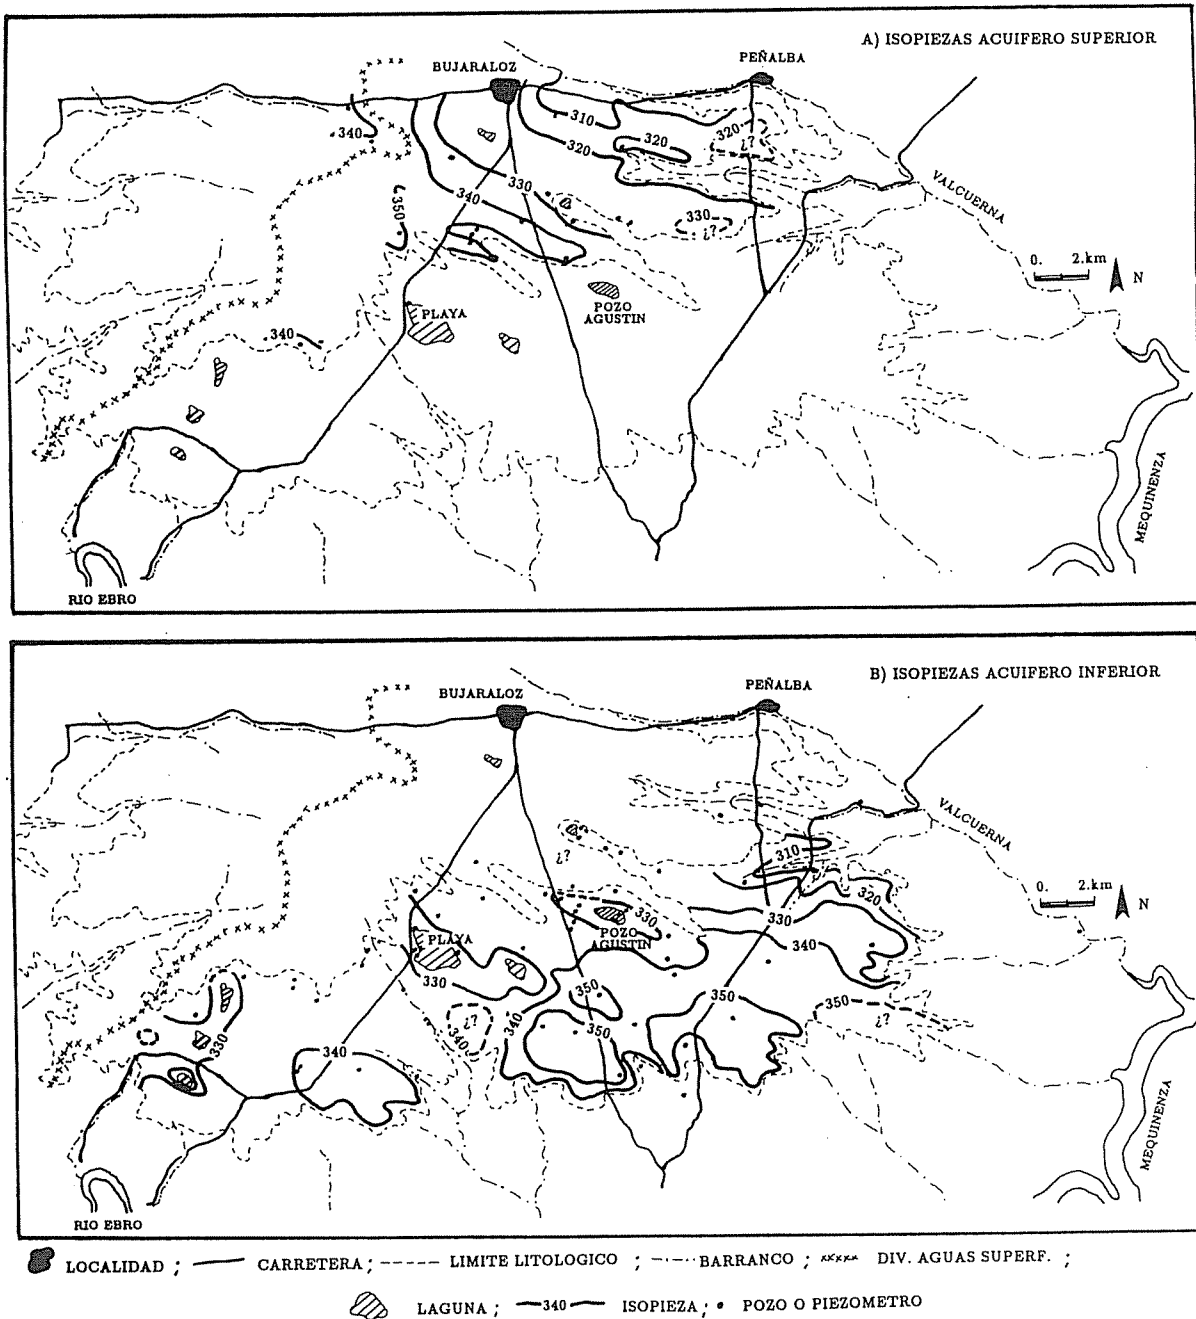 A) ISOPIEZAS ACUIFERO SUPERIOR
BUJARALOZ
PEÑALBA
340
310
320
320
320
¿?
330
340
350
330
¿?
VALCUERNA
0. 2.km
N
POZO
AGUSTIN
PLAYA
340
MEQUINENZA
RIO EBRO
B) ISOPIEZAS ACUIFERO INFERIOR
BUJARALOZ
PEÑALBA
VALCUERNA
¿?
310
320
0. 2.km
N
330
330
340
POZO
AGUSTIN
PLAYA
330
350
350
350
350
¿?
340
¿?
340
330
340
MEQUINENZA
RIO EBRO
LOCALIDAD ; CARRETERA ; LIMITE LITOLOGICO ; BARRANCO ; xxxxx DIV. AGUAS SUPERF. ;
LAGUNA ; 340 ISOPIEZA ; POZO O PIEZOMETRO